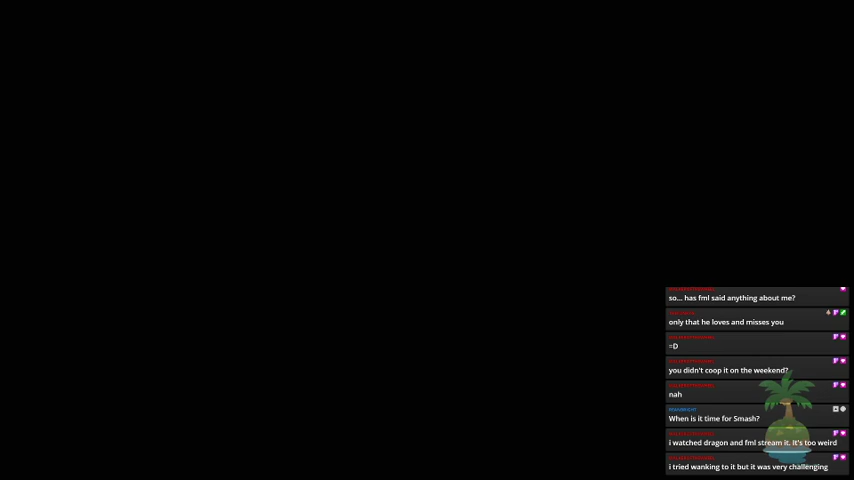 so... has fml said anything about me?
only that he loves and misses you
=D
you didn't coop it on the weekend?
nah
When is it time for Smash?
i watched dragon and fml stream it. It's too weird
i tried wanking to it but it was very challenging